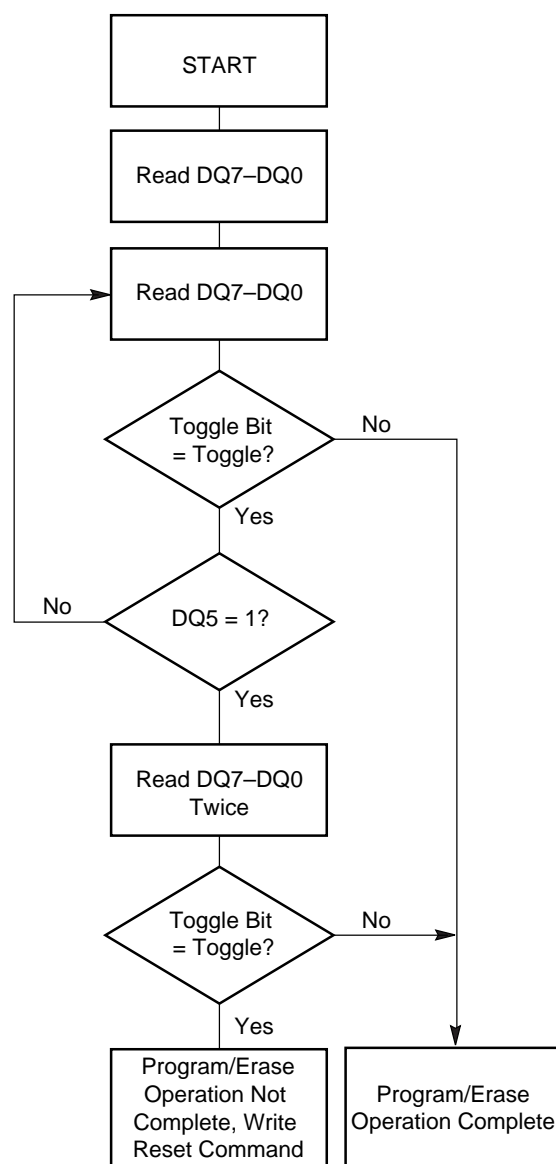 START
Read DQ7–DQ0
Read DQ7–DQ0
Toggle Bit
= Toggle?
No
Yes
No
DQ5 = 1?
Yes
Read DQ7–DQ0
Twice
Toggle Bit
= Toggle?
No
Yes
Program/Erase
Operation Not
Complete, Write
Reset Command
Program/Erase
Operation Complete